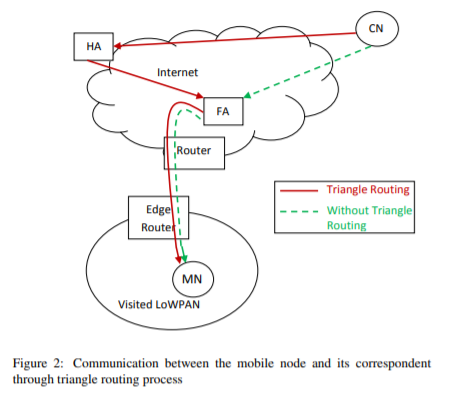 CN
HA
Internet
FA
Router
Triangle Routing
Without Triangle
Routing
Edge
Router
MN
Visited LoWPAN
Figure 2: Communication between the mobile node and its correspondent
through triangle routing process